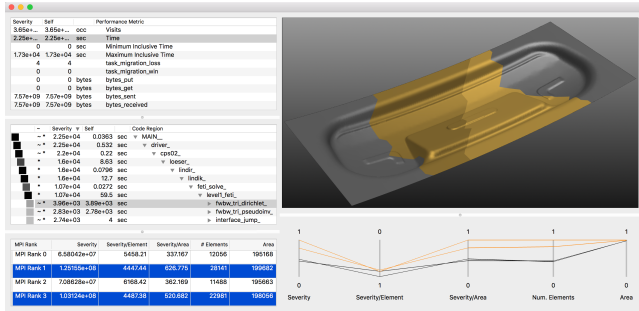 Severity Self Performance Metric
3.65e+... 3.65e+... occ Visits
2.25e+... 2.25e+... sec Time
0 0 sec Minimum Inclusive Time
1.73e+04 1.73e+04 sec Maximum Inclusive Time
4 4 task_migration_loss
0 0 task_migration_win
0 0 bytes bytes_put
0 0 bytes bytes_get
7.57e+09 7.57e+09 bytes bytes_sent
7.57e+09 7.57e+09 bytes bytes_received
~ Severity ▼ Self Code Region
~ * 2.25e+04 0.0363 sec ▼ MAIN__
~ * 2.25e+04 0.532 sec ▼ driver_
~ * 2.2e+04 0.22 sec ▼ cps02_
* 1.6e+04 8.63 sec ▼ loeser_
* 1.6e+04 0.0796 sec ▼ lindir_
* 1.6e+04 12.7 sec ▼ lindik_
* 1.07e+04 0.0272 sec ▼ feti_solve_
* 1.07e+04 59.5 sec ▼ level1_feti_
~ * 3.96e+03 3.89e+03 sec ▶ fwbw_tri_dirichlet_
~ * 2.83e+03 2.78e+03 sec ▶ fwbw_tri_pseudoinv_
~ * 2.74e+03 4 sec ▶ interface_jump_
MPI Rank Severity Severity/Element Severity/Area # Elements Area
MPI Rank 0 6.58042e+07 5458.21 337.167 12056 195168
MPI Rank 1 1.25155e+08 4447.44 626.775 28141 199682
MPI Rank 2 7.08628e+07 6168.42 362.169 11488 195663
MPI Rank 3 1.03124e+08 4487.38 520.682 22981 198056
1 0 1 1 1
0 1 0 0 0
Severity Severity/Element Severity/Area Num. Elements Area